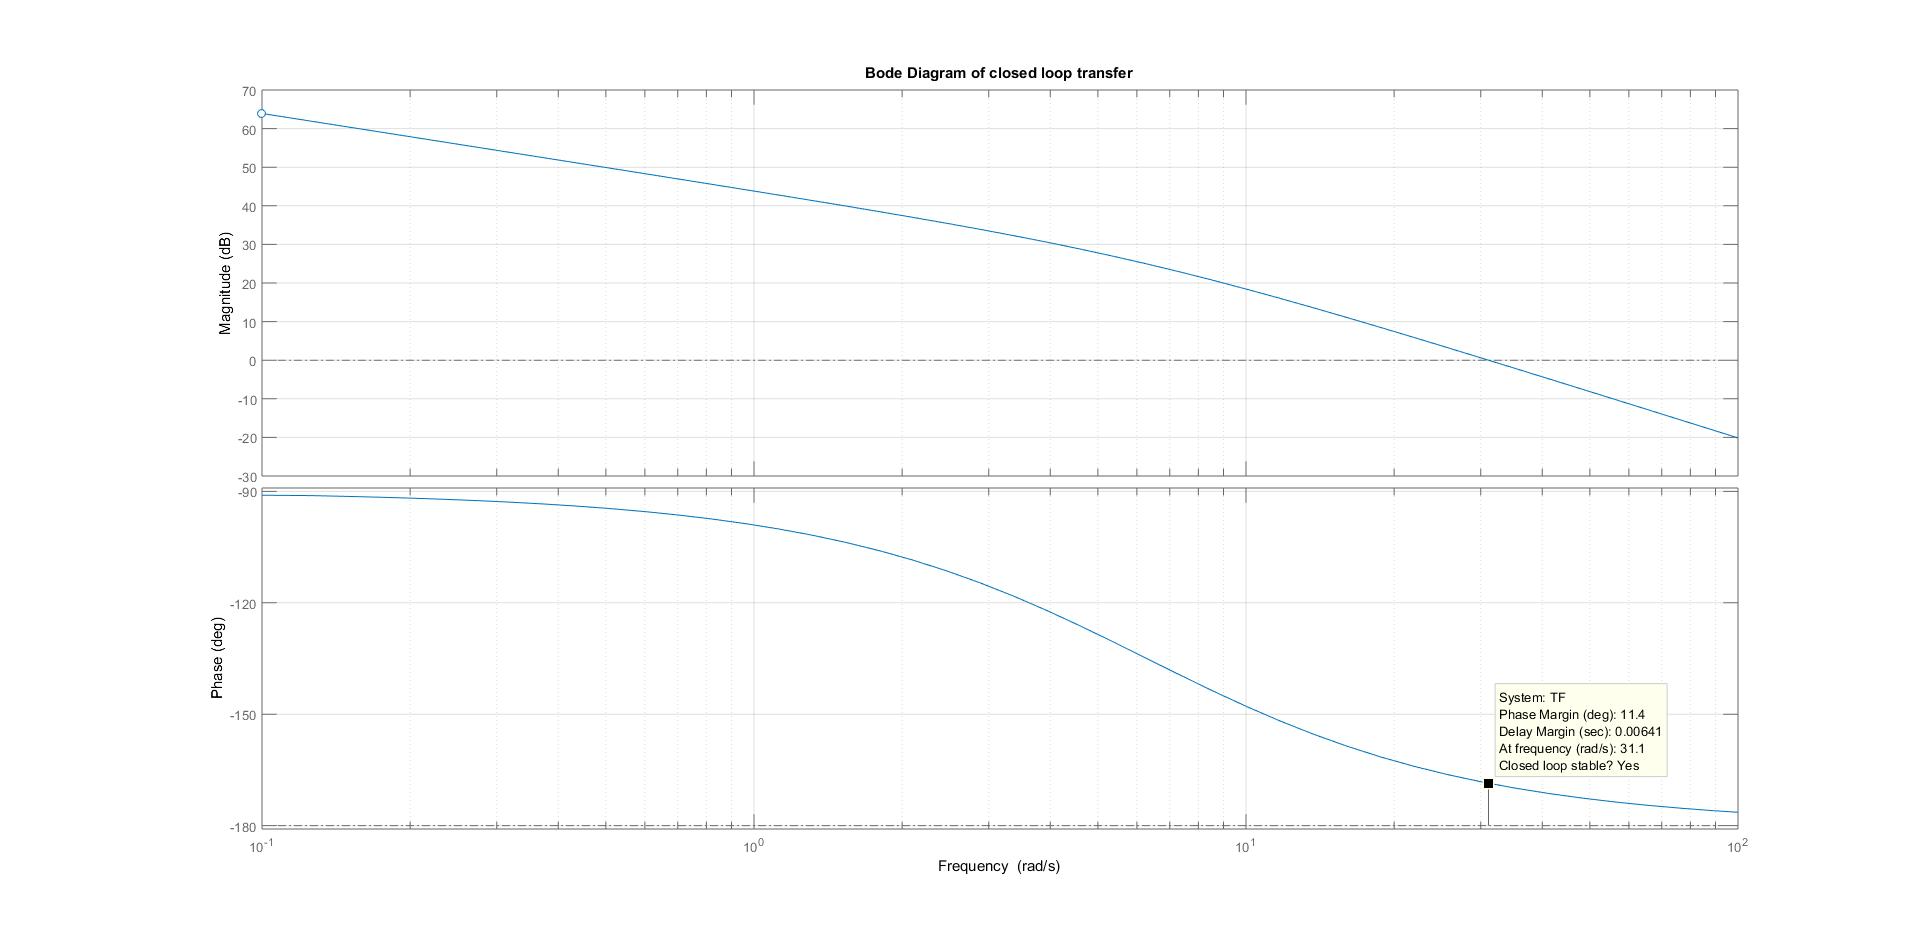 Bode Diagram of closed loop transfer
70
60
50
40
30
20
10
0
-10
-20
-30
Magnitude (dB)
-90
-120
-150
-180
Phase (deg)
System: TF
Phase Margin (deg): 11.4
Delay Margin (sec): 0.00641
At frequency (rad/s): 31.1
Closed loop stable? Yes
10-1 100 101 102
Frequency (rad/s)